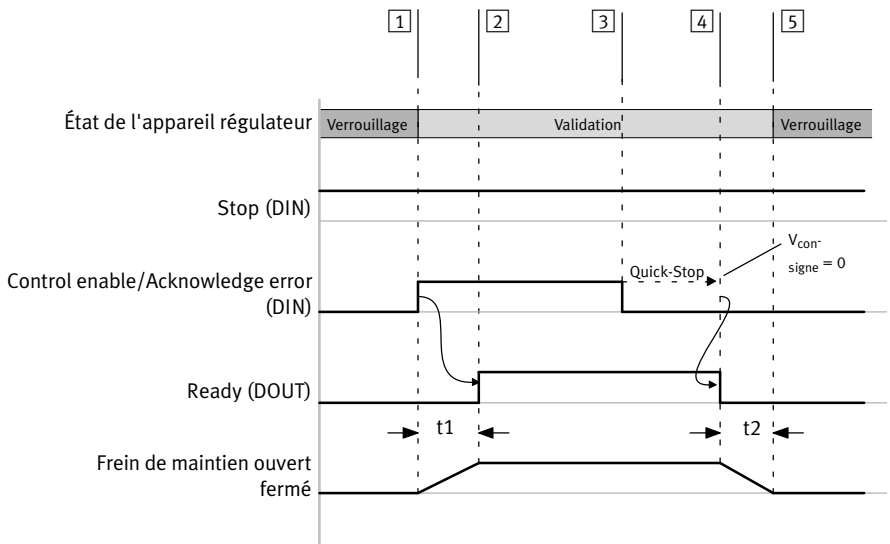 1 2 3 4 5
État de l'appareil régulateur
Verrouillage Validation Verrouillage
Stop (DIN)
Control enable/Acknowledge error
(DIN)
Quick-Stop
Vcon-
signe = 0
Ready (DOUT)
t1 t2
Frein de maintien ouvert
fermé